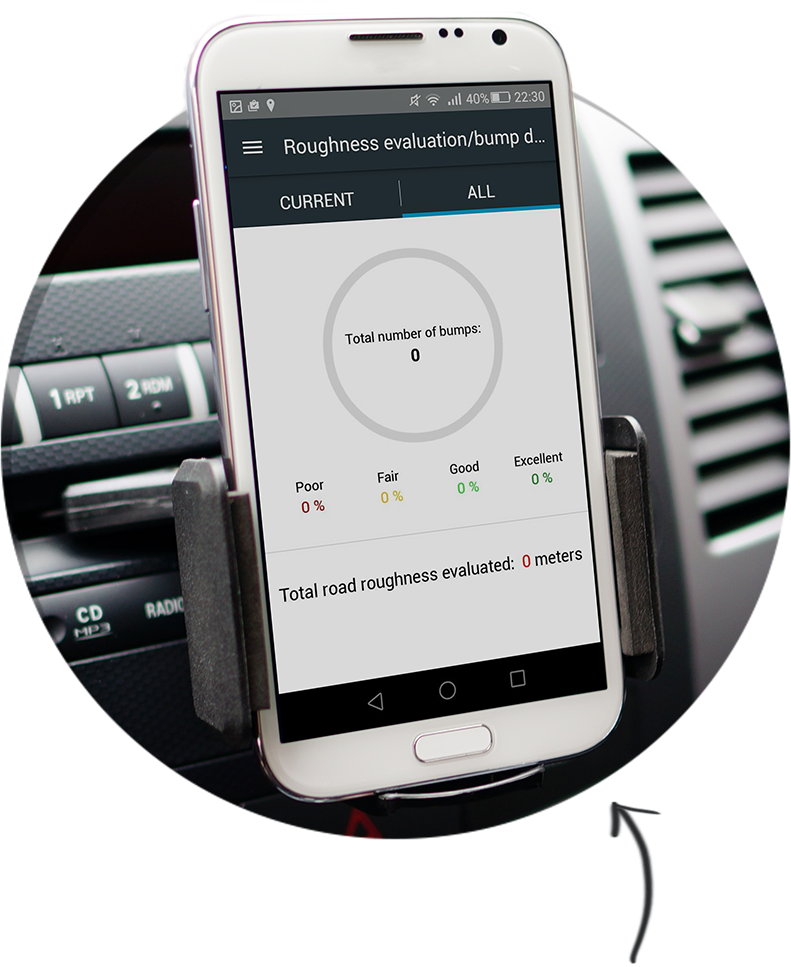 40% 22:30
Roughness evaluation/bump d...
CURRENT ALL
Total number of bumps:
0
Poor Fair Good Excellent
0 % 0 % 0 % 0 %
Total road roughness evaluated: 0 meters
1 RPT 2 RDM
CD RADIO
MP3